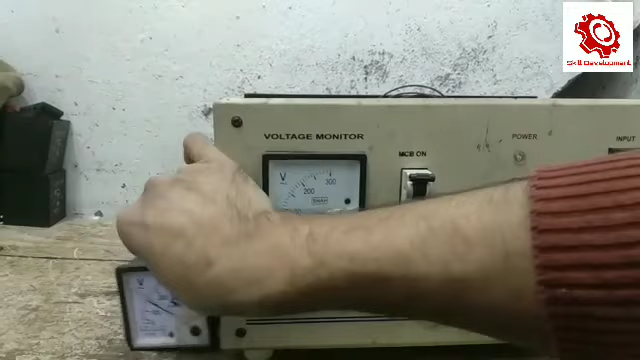 Skill Development
VOLTAGE MONITOR
MCB ON
POWER
INPUT
V
200
300
V